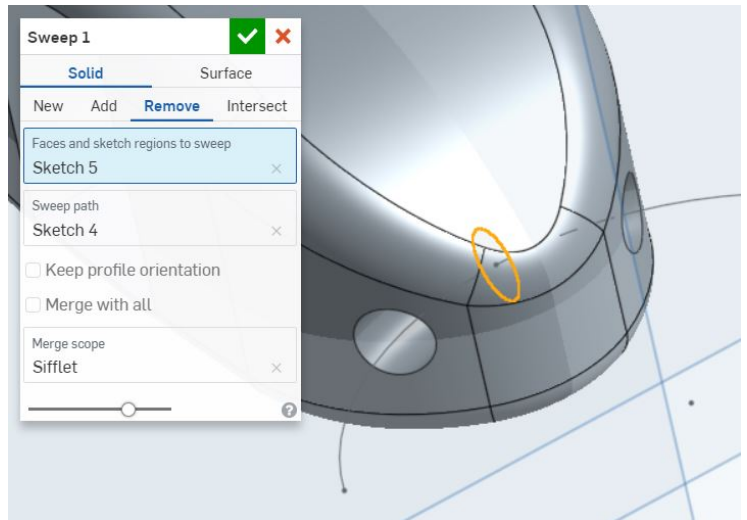 Sweep 1
Solid Surface
New Add Remove Intersect
Faces and sketch regions to sweep
Sketch 5
Sweep path
Sketch 4
Keep profile orientation
Merge with all
Merge scope
Sifflet
?